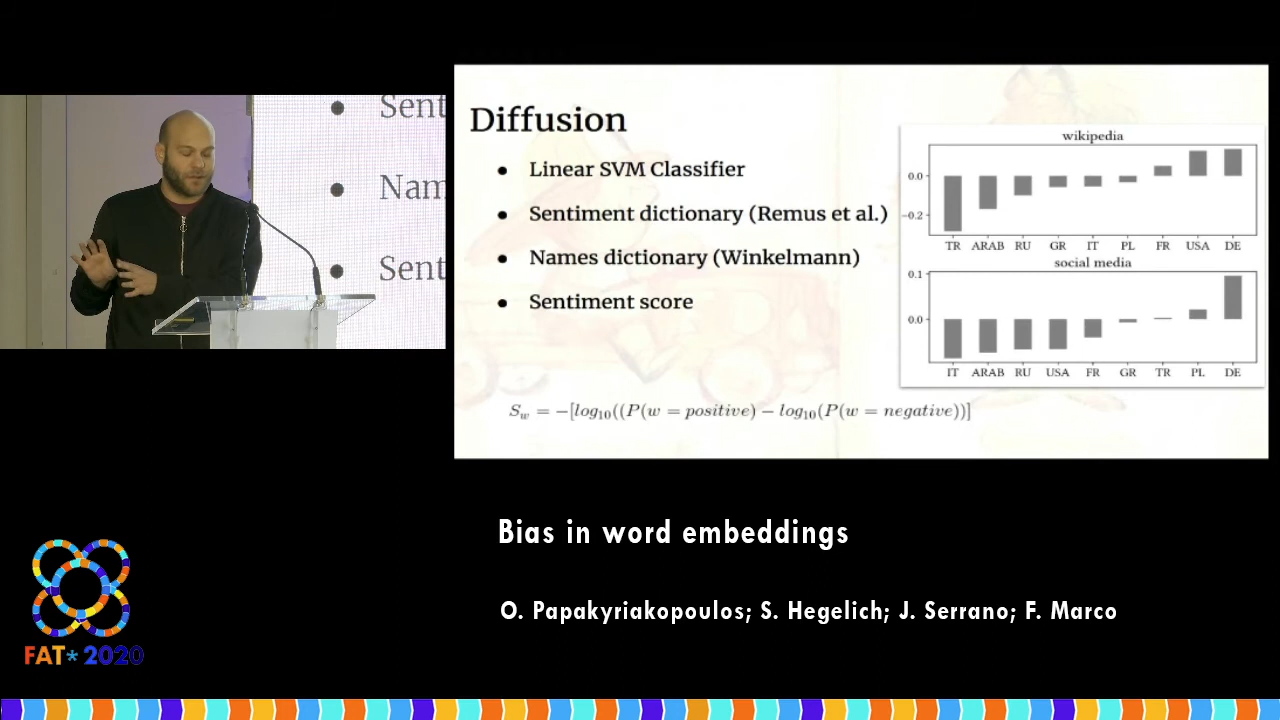 Sent
Nam
Sent
Diffusion
● Linear SVM Classifier
● Sentiment dictionary (Remus et al.)
● Names dictionary (Winkelmann)
● Sentiment score
S_w = −[log_10((P(w = positive) − log_10(P(w = negative))]
wikipedia
0.0
−0.2
TR ARAB RU GR IT PL FR USA DE
social media
0.1
0.0
IT ARAB RU USA FR GR TR PL DE
Bias in word embeddings
O. Papakyriakopoulos; S. Hegelich; J. Serrano; F. Marco
FAT* 2020